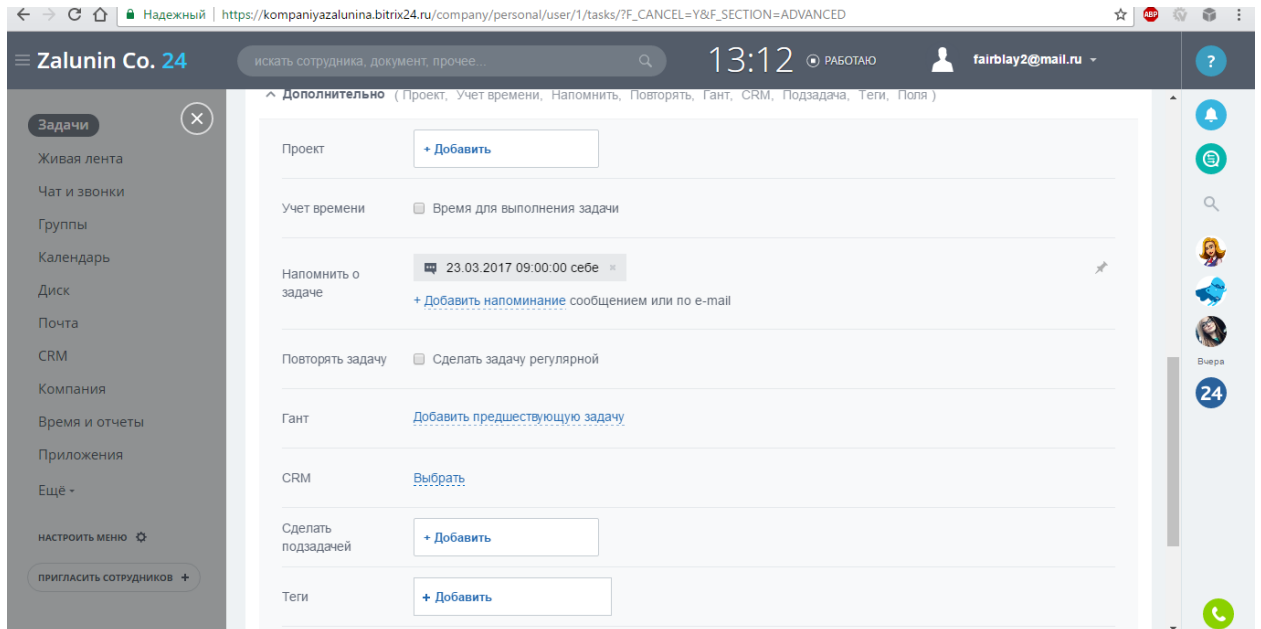 Надежный | https://kompaniyazalunina.bitrix24.ru/company/personal/user/1/tasks/?F_CANCEL=Y&F_SECTION=ADVANCED
ABP
Zalunin Co. 24
искать сотрудника, документ, прочее...
13:12
РАБОТАЮ
fairblay2@mail.ru
?
Задачи
Живая лента
Чат и звонки
Группы
Календарь
Диск
Почта
CRM
Компания
Время и отчеты
Приложения
Ещё
НАСТРОИТЬ МЕНЮ
ПРИГЛАСИТЬ СОТРУДНИКОВ +
Дополнительно ( Проект, Учет времени, Напомнить, Повторять, Гант, CRM, Подзадача, Теги, Поля )
Проект
+ Добавить
Учет времени
Время для выполнения задачи
Напомнить о
задаче
23.03.2017 09:00:00 себе ×
+ Добавить напоминание сообщением или по e-mail
Повторять задачу
Сделать задачу регулярной
Гант
Добавить предшествующую задачу
CRM
Выбрать
Сделать
подзадачей
+ Добавить
Теги
+ Добавить
Вчера
24